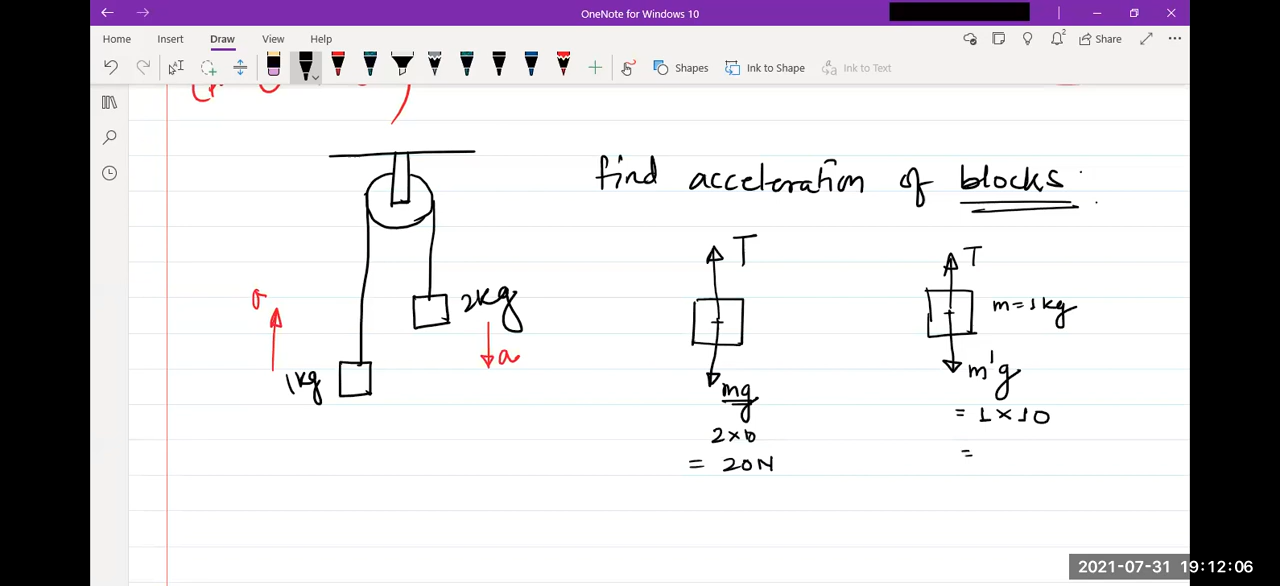 OneNote for Windows 10
Home Insert Draw View Help
Share
Shapes
Ink to Shape
Ink to Text
find acceleration of blocks.
T
T
2kg
m = 1kg
a
a
1kg
mg
m'g
2×10
= 1×10
= 20N
=
2021-07-31 19:12:06